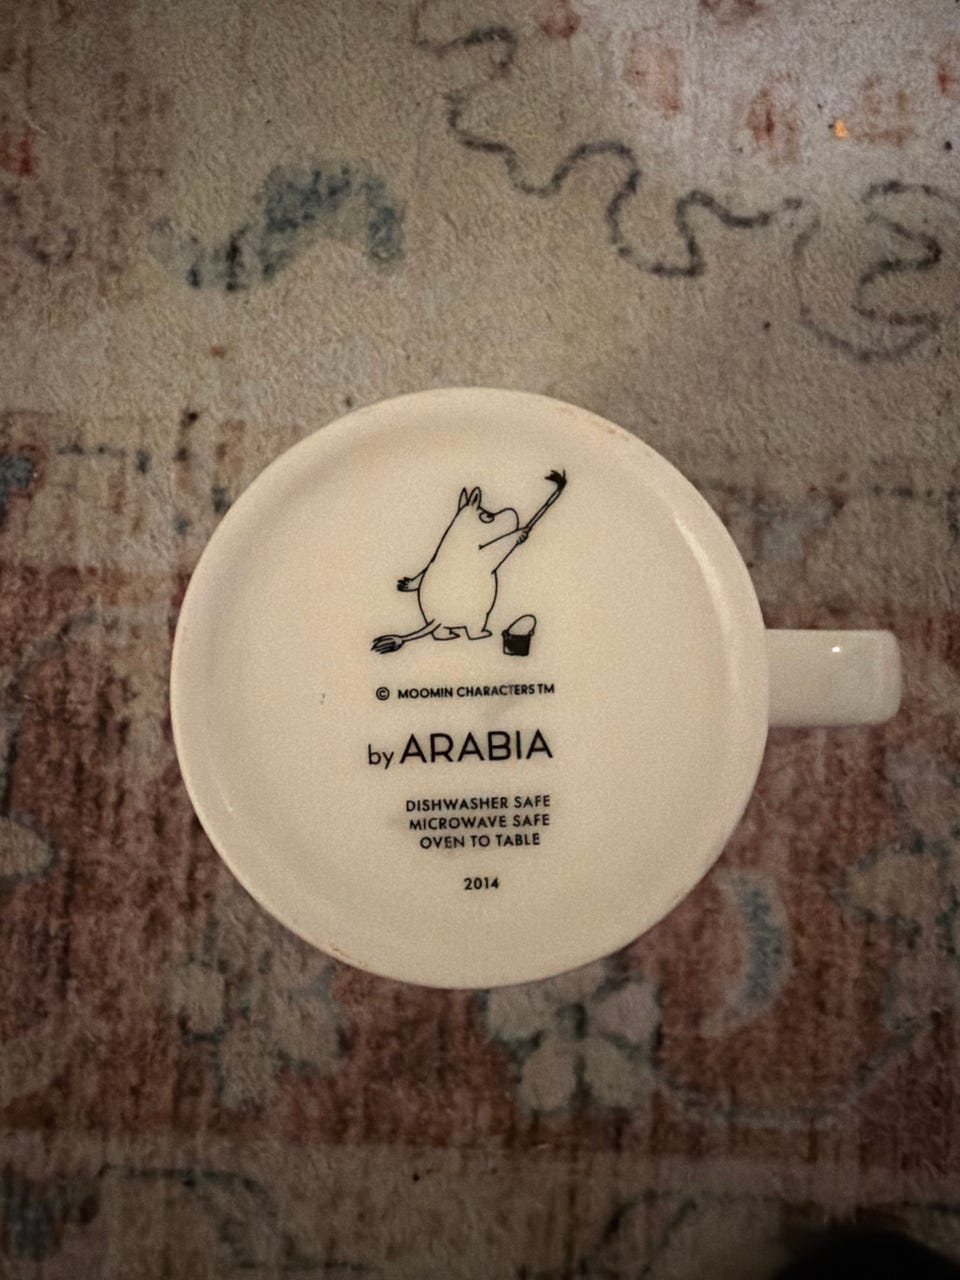 © MOOMIN CHARACTERS TM
by ARABIA
DISHWASHER SAFE
MICROWAVE SAFE
OVEN TO TABLE
2014